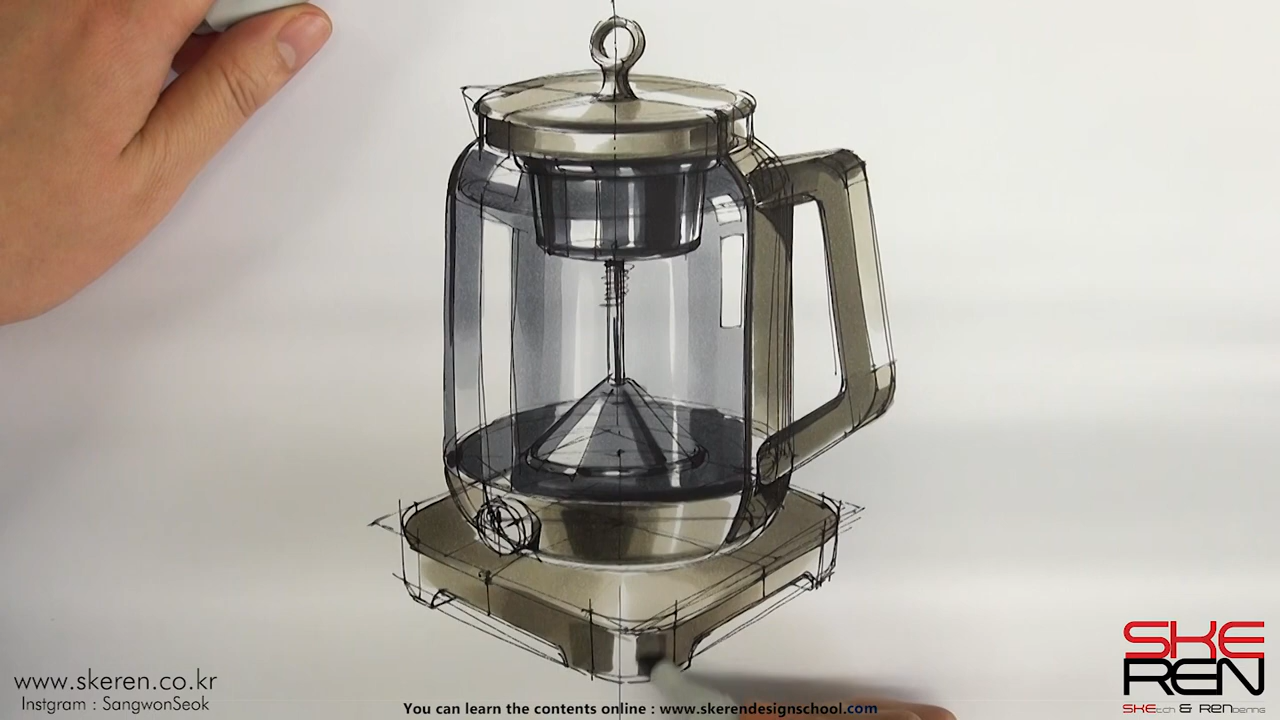 SKE
REN
www.skeren.co.kr
Instgram : SangwonSeok
You can learn the contents online : www.skerendesignschool.com
SKEtch & RENdering